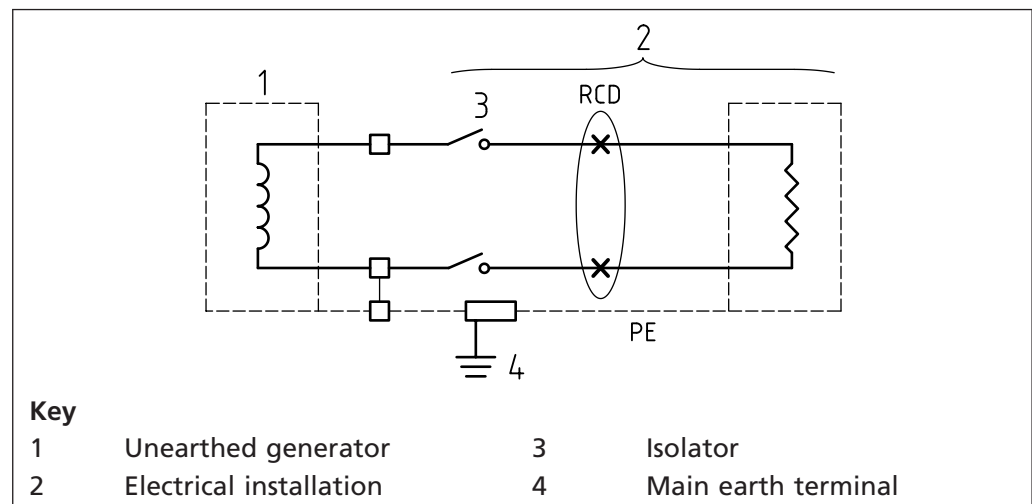 2
1
3
RCD
PE
4
Key
1 Unearthed generator 3 Isolator
2 Electrical installation 4 Main earth terminal